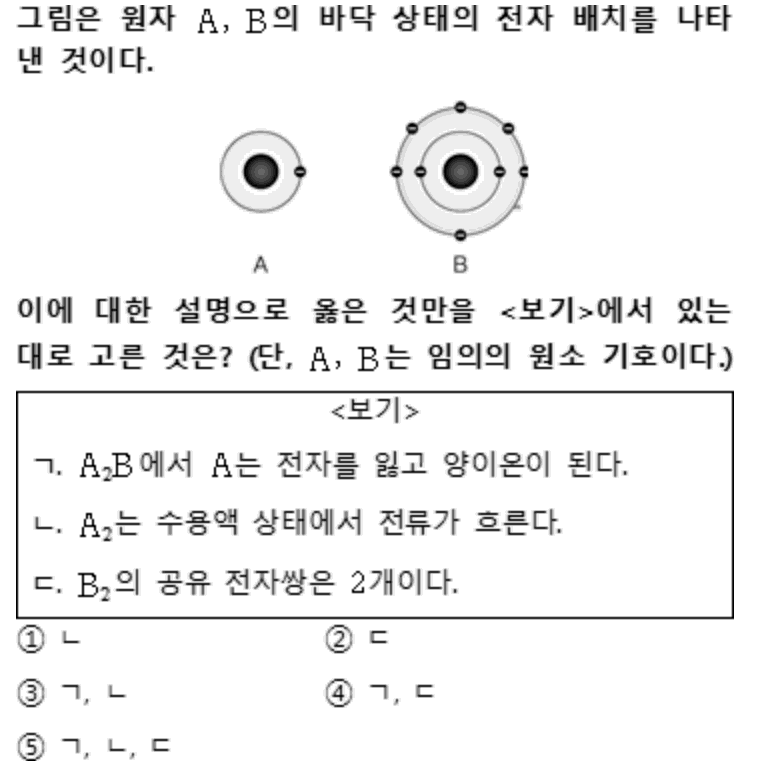 그림은 원자 A, B의 바닥 상태의 전자 배치를 나타
낸 것이다.
A B
이에 대한 설명으로 옳은 것만을 <보기>에서 있는
대로 고른 것은? (단, A, B는 임의의 원소 기호이다.)
<보기>
ㄱ. A₂B에서 A는 전자를 잃고 양이온이 된다.
ㄴ. A₂는 수용액 상태에서 전류가 흐른다.
ㄷ. B₂의 공유 전자쌍은 2개이다.
① ㄴ ② ㄷ
③ ㄱ, ㄴ ④ ㄱ, ㄷ
⑤ ㄱ, ㄴ, ㄷ